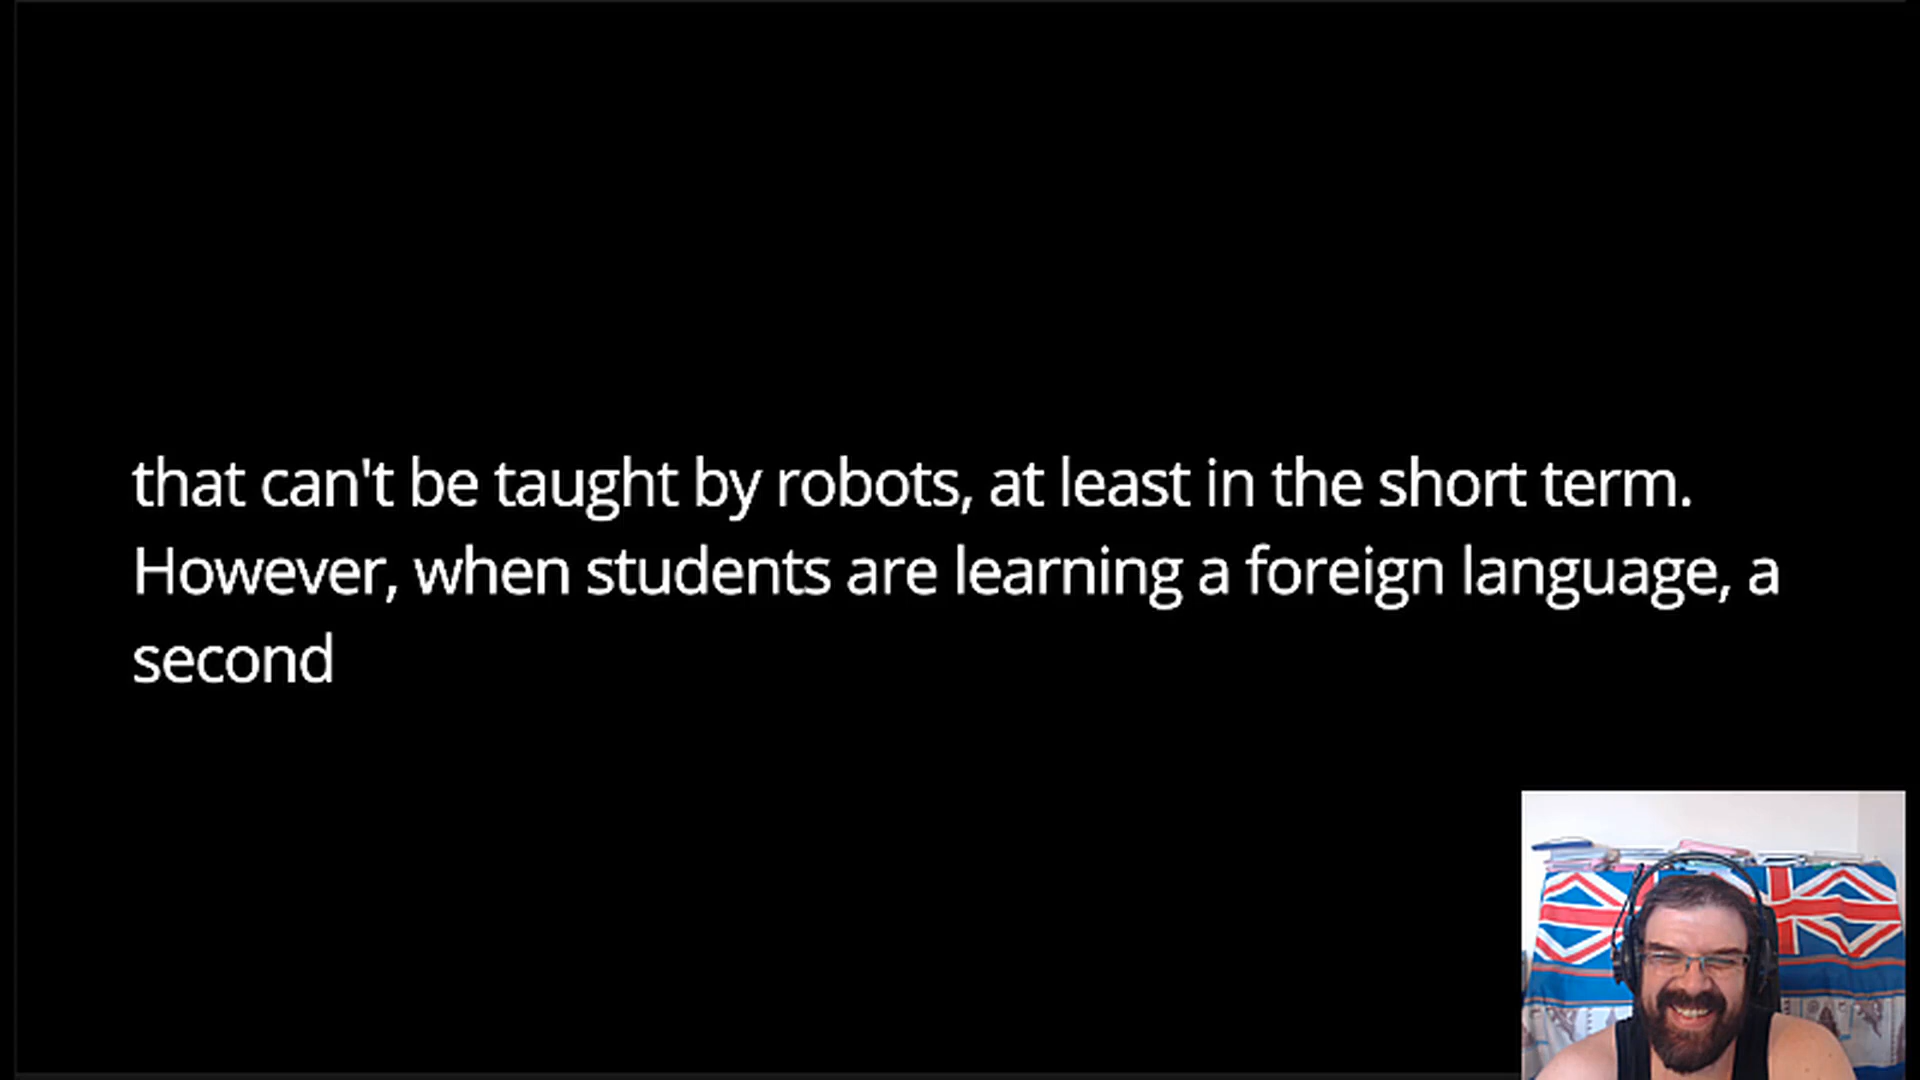 that can't be taught by robots, at least in the short term.
However, when students are learning a foreign language, a
second